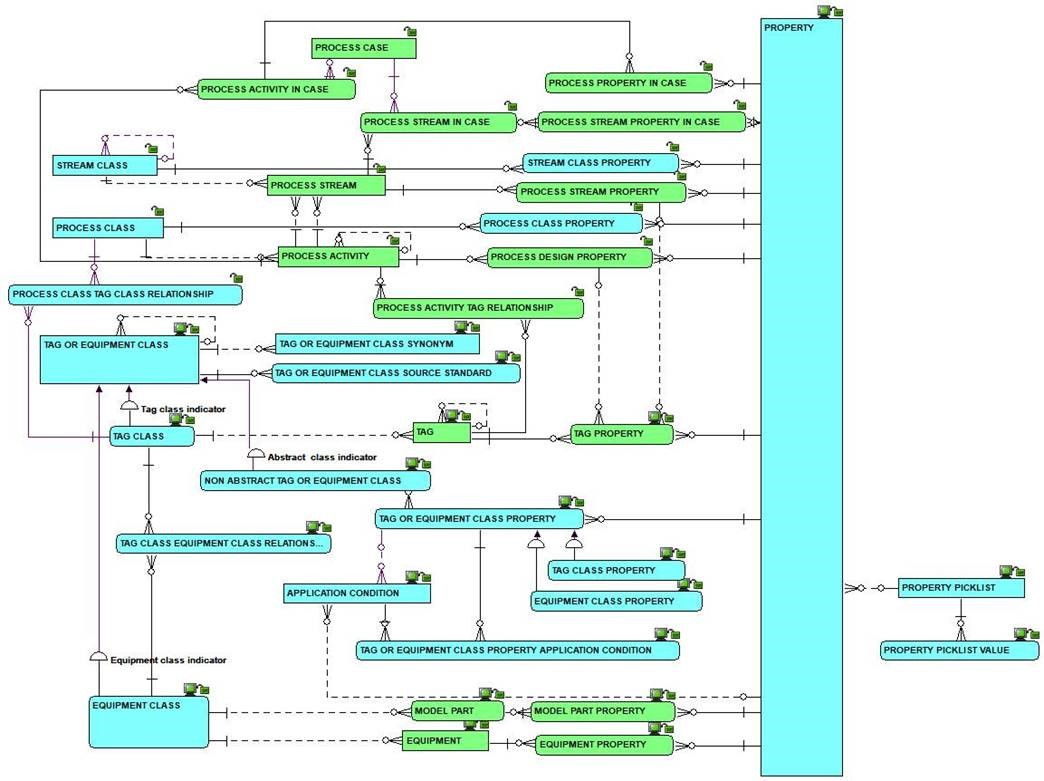 PROPERTY
PROCESS CASE
PROCESS ACTIVITY IN CASE
PROCESS PROPERTY IN CASE
PROCESS STREAM IN CASE
PROCESS STREAM PROPERTY IN CASE
STREAM CLASS
STREAM CLASS PROPERTY
PROCESS STREAM
PROCESS STREAM PROPERTY
PROCESS CLASS
PROCESS CLASS PROPERTY
PROCESS ACTIVITY
PROCESS DESIGN PROPERTY
PROCESS CLASS TAG CLASS RELATIONSHIP
PROCESS ACTIVITY TAG RELATIONSHIP
TAG OR EQUIPMENT CLASS
TAG OR EQUIPMENT CLASS SYNONYM
TAG OR EQUIPMENT CLASS SOURCE STANDARD
Tag class indicator
TAG CLASS
TAG
TAG PROPERTY
Abstract class indicator
NON ABSTRACT TAG OR EQUIPMENT CLASS
TAG OR EQUIPMENT CLASS PROPERTY
TAG CLASS EQUIPMENT CLASS RELATIONS...
TAG CLASS PROPERTY
APPLICATION CONDITION
EQUIPMENT CLASS PROPERTY
PROPERTY PICKLIST
TAG OR EQUIPMENT CLASS PROPERTY APPLICATION CONDITION
PROPERTY PICKLIST VALUE
Equipment class indicator
EQUIPMENT CLASS
MODEL PART
MODEL PART PROPERTY
EQUIPMENT
EQUIPMENT PROPERTY